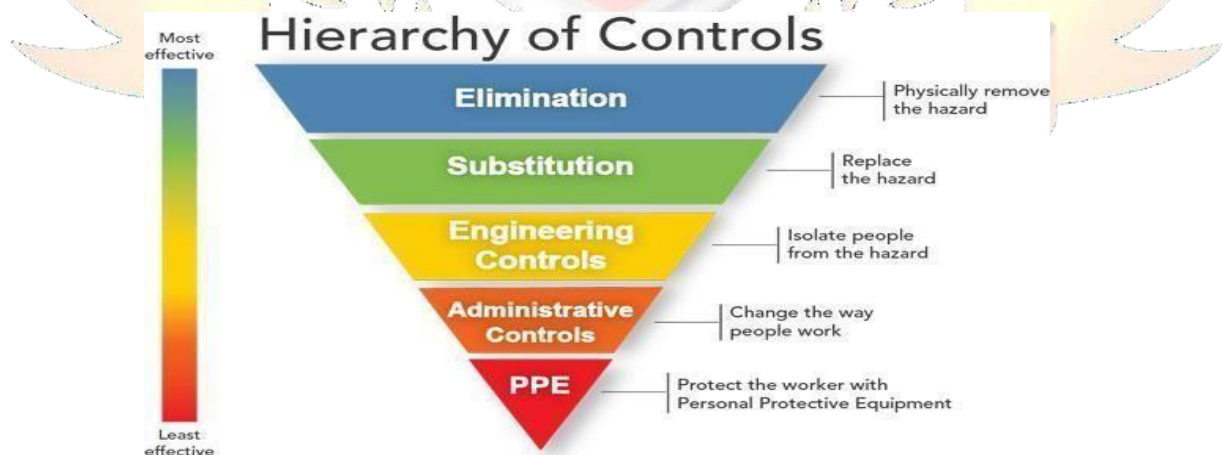 Hierarchy of Controls
Most
effective
Elimination
Physically remove
the hazard
Substitution
Replace
the hazard
Engineering
Controls
Isolate people
from the hazard
Administrative
Controls
Change the way
people work
PPE
Protect the worker with
Personal Protective Equipment
Least
effective